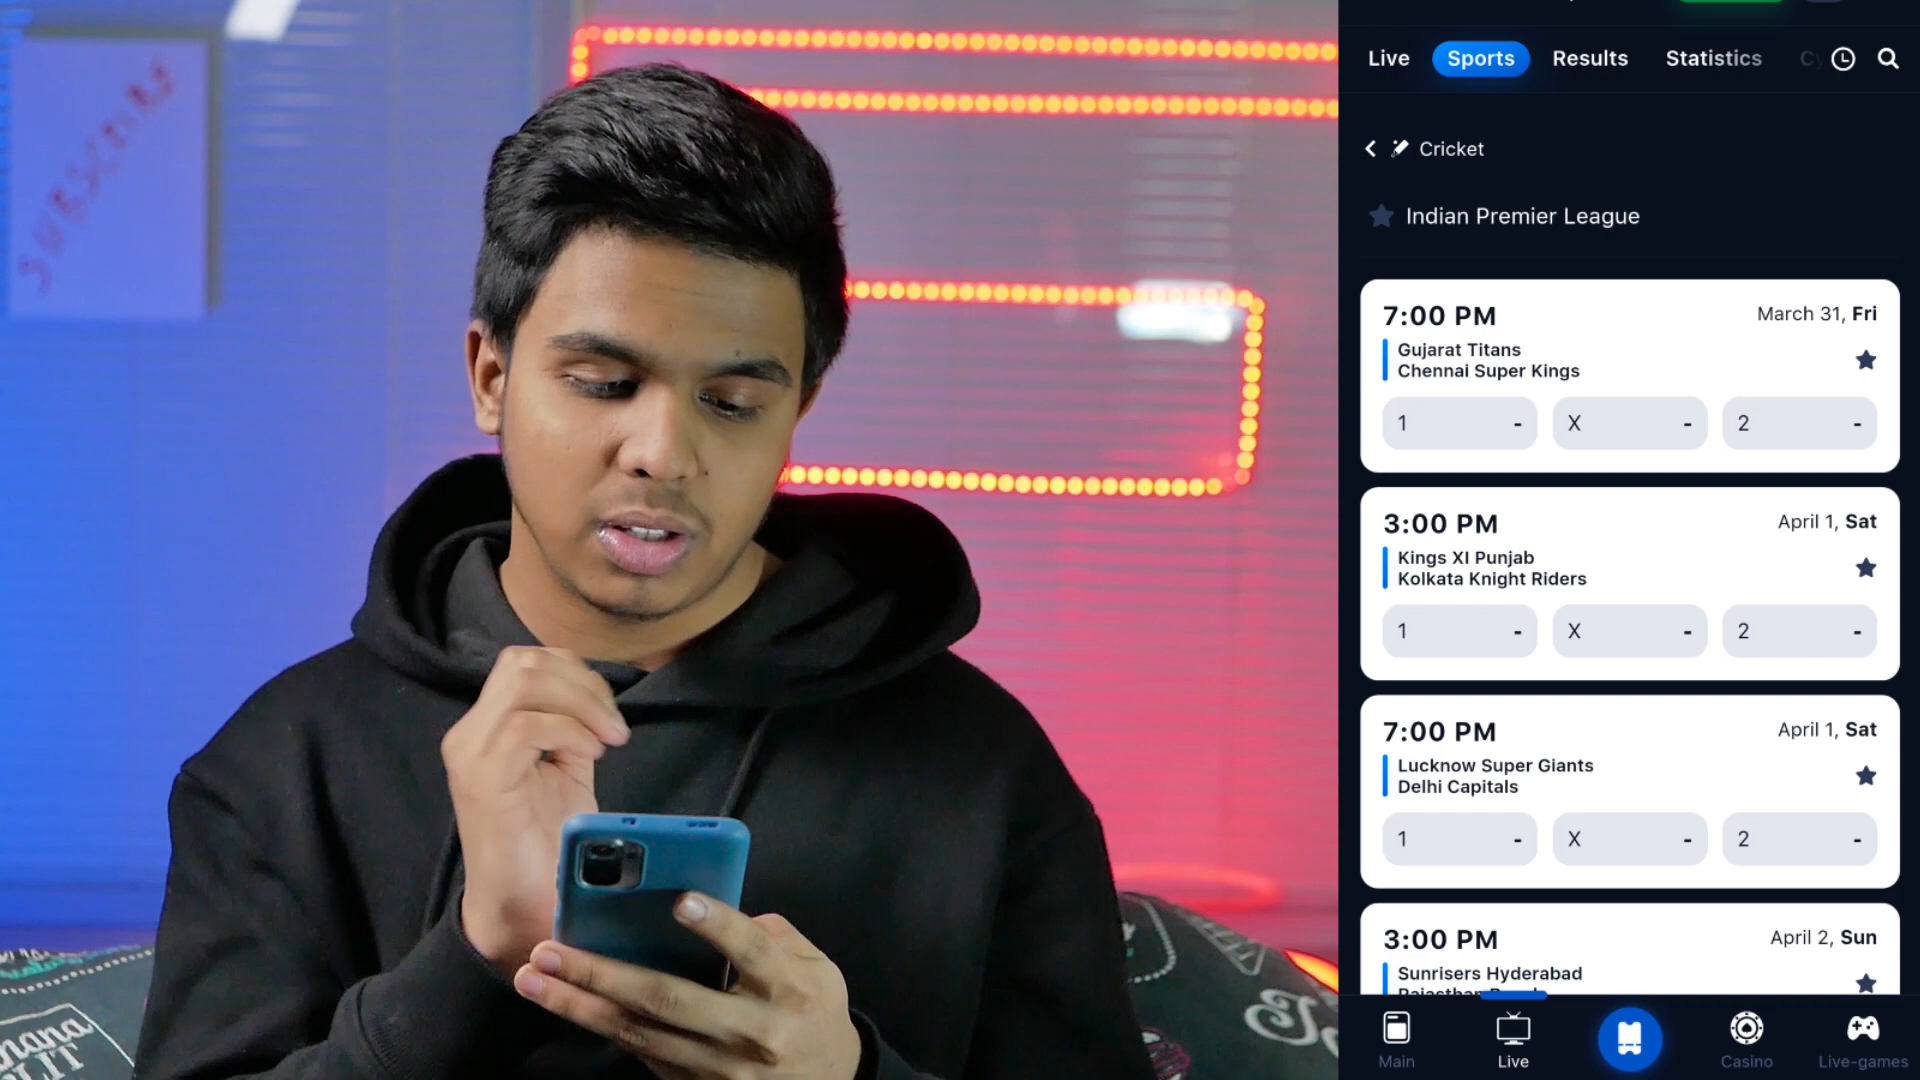 SUBSCRIBE
Live Sports Results Statistics Cy
Cricket
Indian Premier League
7:00 PM March 31, Fri
Gujarat Titans
Chennai Super Kings
1 - X - 2 -
3:00 PM April 1, Sat
Kings XI Punjab
Kolkata Knight Riders
1 - X - 2 -
7:00 PM April 1, Sat
Lucknow Super Giants
Delhi Capitals
1 - X - 2 -
3:00 PM April 2, Sun
Sunrisers Hyderabad
Rajasthan
Main Live Casino Live-games